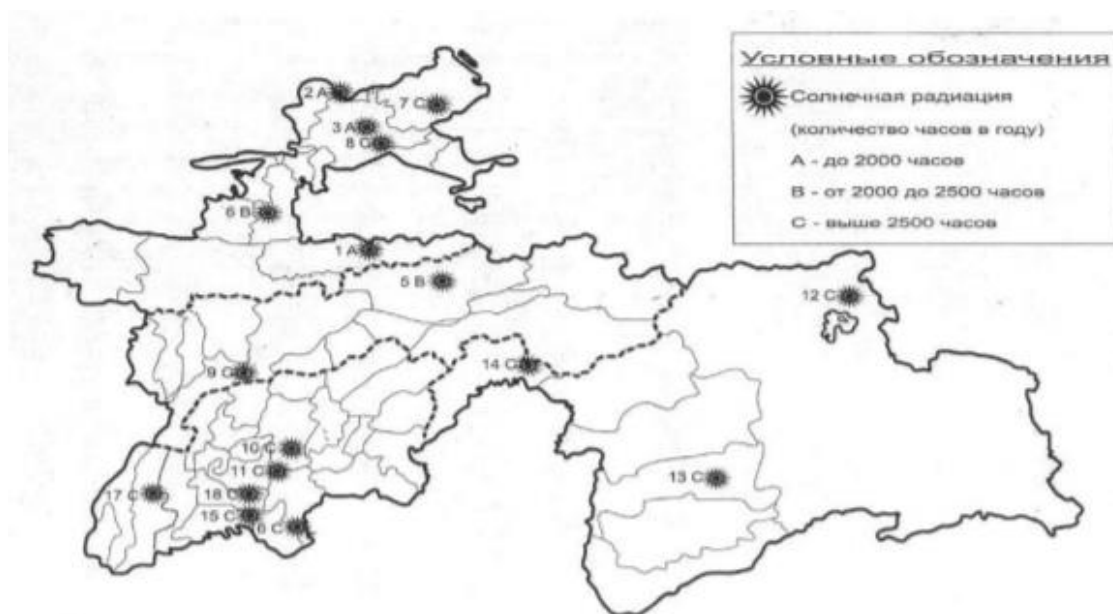 Условные обозначения
Солнечная радиация
(количество часов в году)
А - до 2000 часов
В - от 2000 до 2500 часов
С - выше 2500 часов
2 А
7 С
3 А
8 С
6 В
1 А
5 В
12 С
14 С
9 С
10 С
11 С
13 С
17 С
18 С
15 С
6 С